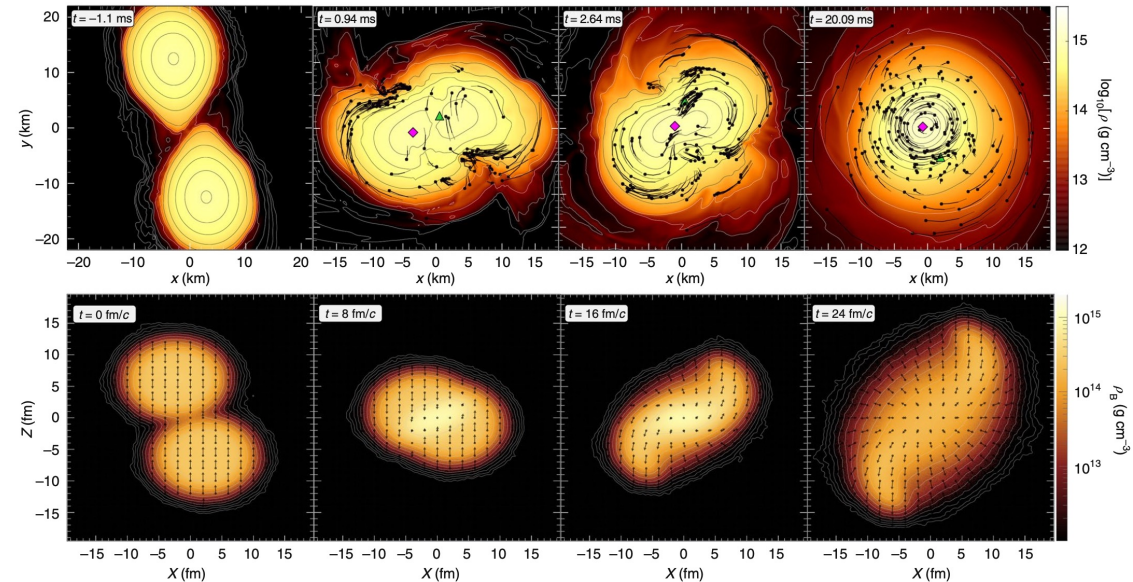 t = −1.1 ms
t = 0.94 ms
t = 2.64 ms
t = 20.09 ms
20
10
0
−10
−20
y (km)
−20 −10 0 10 20
−15 −10 −5 0 5 10 15
−15 −10 −5 0 5 10 15
−15 −10 −5 0 5 10 15
x (km)
x (km)
x (km)
x (km)
15
14
13
12
log₁₀[ρ (g cm⁻³)]
t = 0 fm/c
t = 8 fm/c
t = 16 fm/c
t = 24 fm/c
15
10
5
0
−5
−10
−15
Z (fm)
−15 −10 −5 0 5 10 15
−15 −10 −5 0 5 10 15
−15 −10 −5 0 5 10 15
−15 −10 −5 0 5 10 15
X (fm)
X (fm)
X (fm)
X (fm)
10¹⁵
10¹⁴
10¹³
ρB (g cm⁻³)